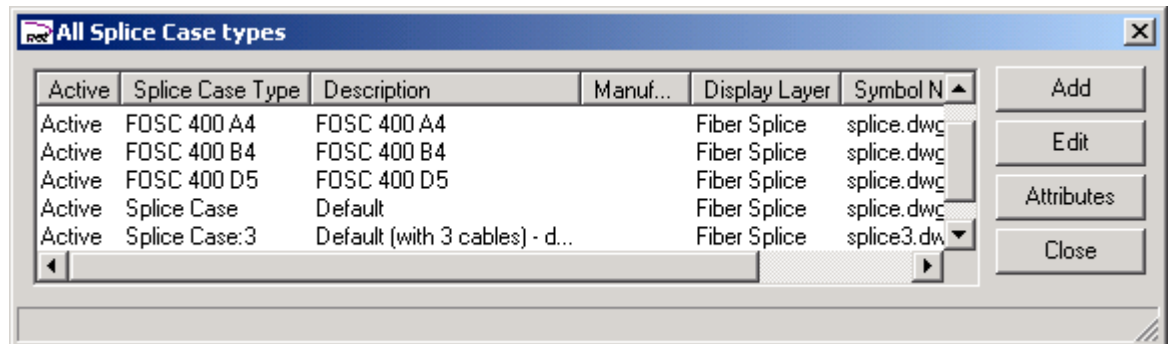 All Splice Case types
Active Splice Case Type Description Manuf... Display Layer Symbol N
Active FOSC 400 A4 FOSC 400 A4 Fiber Splice splice.dwg
Active FOSC 400 B4 FOSC 400 B4 Fiber Splice splice.dwg
Active FOSC 400 D5 FOSC 400 D5 Fiber Splice splice.dwg
Active Splice Case Default Fiber Splice splice.dwg
Active Splice Case:3 Default (with 3 cables) - d... Fiber Splice splice3.dw
Add
Edit
Attributes
Close